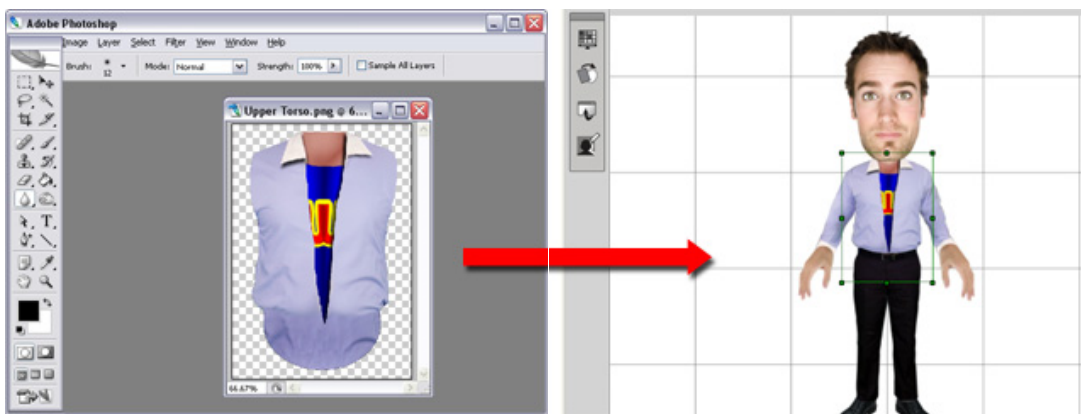 Adobe Photoshop
Image Layer Select Filter View Window Help
Brush: 12 Mode: Normal Strength: 100% Sample All Layers
Upper Torso.png @ 6...
66.67%